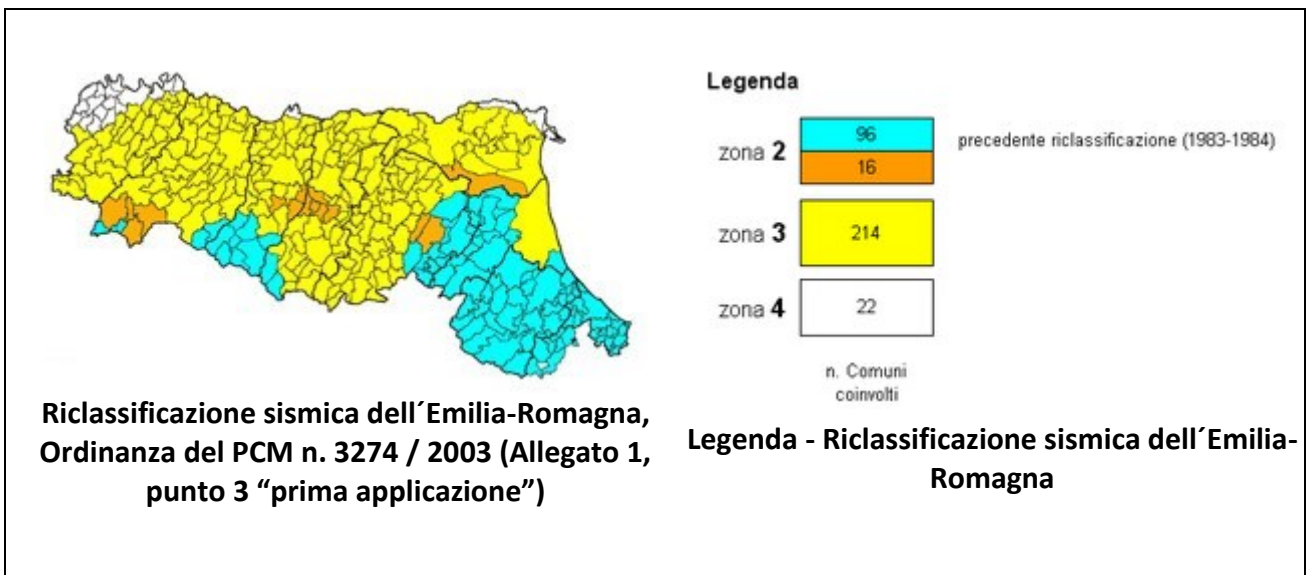 Legenda
zona 2
96
16
precedente riclassificazione (1983-1984)
zona 3
214
zona 4
22
n. Comuni
coinvolti
Riclassificazione sismica dell´Emilia-Romagna,
Ordinanza del PCM n. 3274 / 2003 (Allegato 1,
punto 3 “prima applicazione”)
Legenda - Riclassificazione sismica dell´Emilia-
Romagna